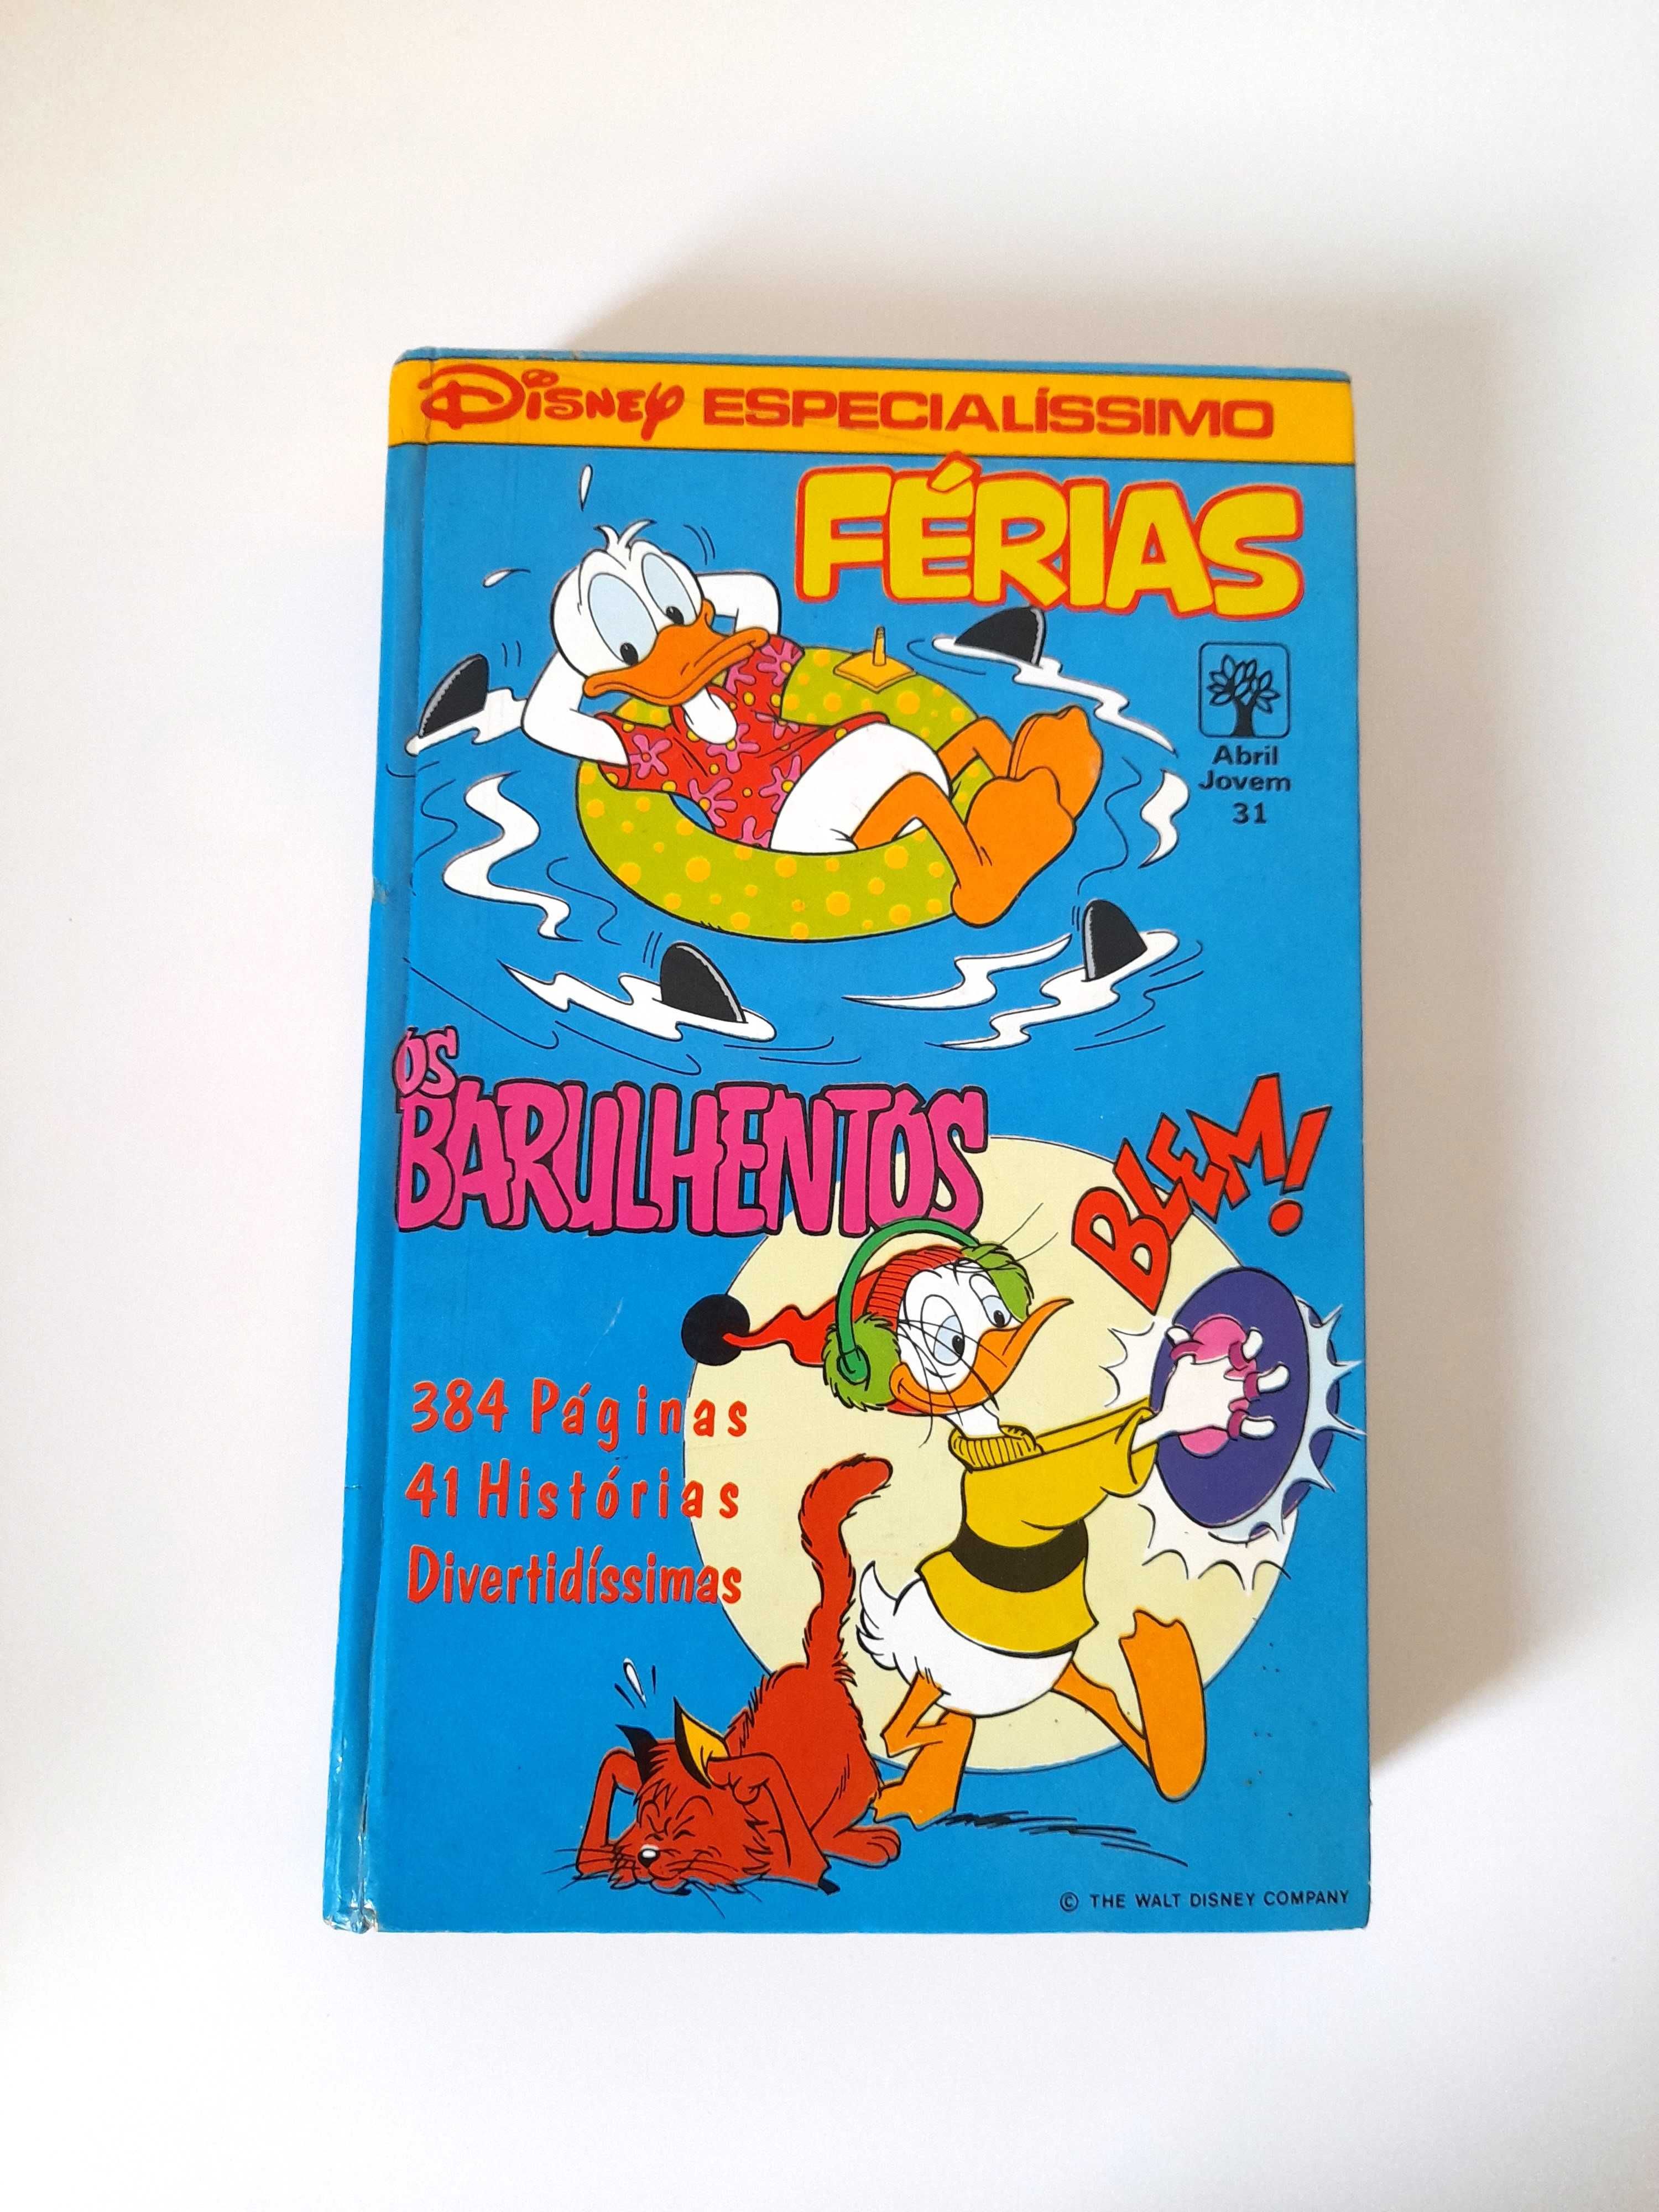 Disney ESPECIALÍSSIMO
FÉRIAS
Abril
Jovem
31
OS
BARULHENTOS
BLEM!
384 Páginas
41 Histórias
Divertidíssimas
© THE WALT DISNEY COMPANY